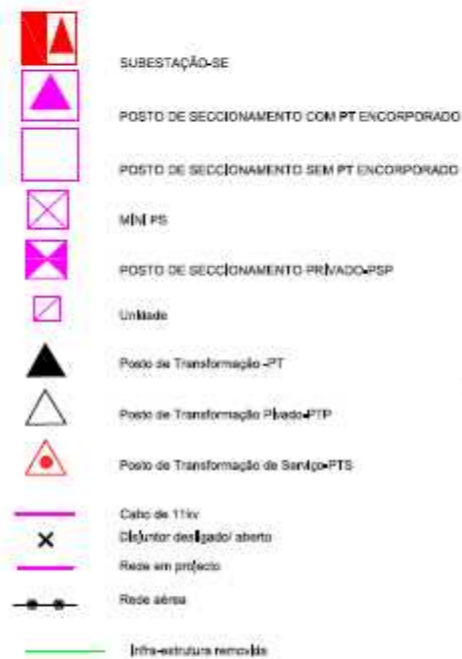 SUBESTAÇÃO-SE
POSTO DE SECCIONAMENTO COM PT ENCORPORADO
POSTO DE SECCIONAMENTO SEM PT ENCORPORADO
MINI PS
POSTO DE SECCIONAMENTO PRIVADO-PSP
Unidade
Posto de Transformação -PT
Posto de Transformação Privado-PTP
Posto de Transformação de Serviço-PTS
Cabo de 11kv
Disjuntor desligado/ aberto
Rede em projecto
Rede aérea
Infra-estrutura removida